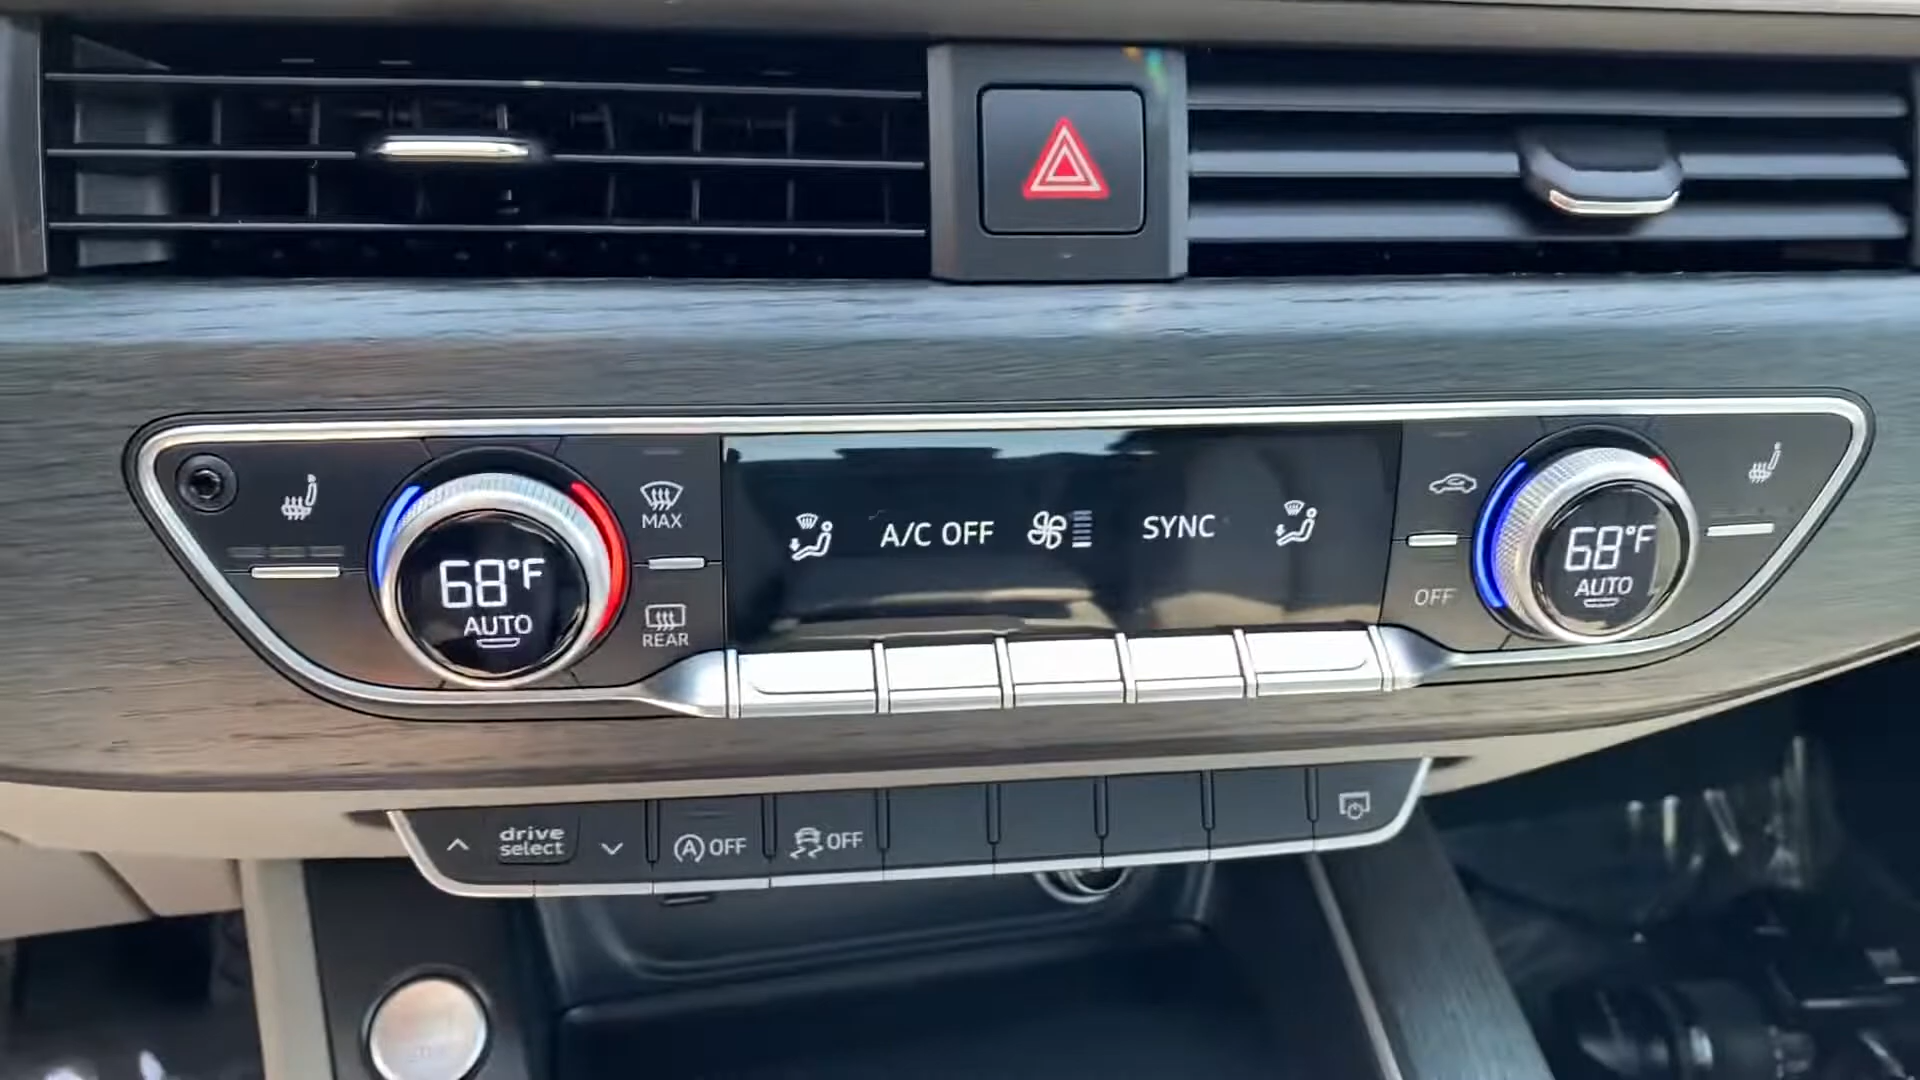 MAX
68°F
AUTO
REAR
A/C OFF
SYNC
68°F
AUTO
OFF
drive
select
A OFF
OFF